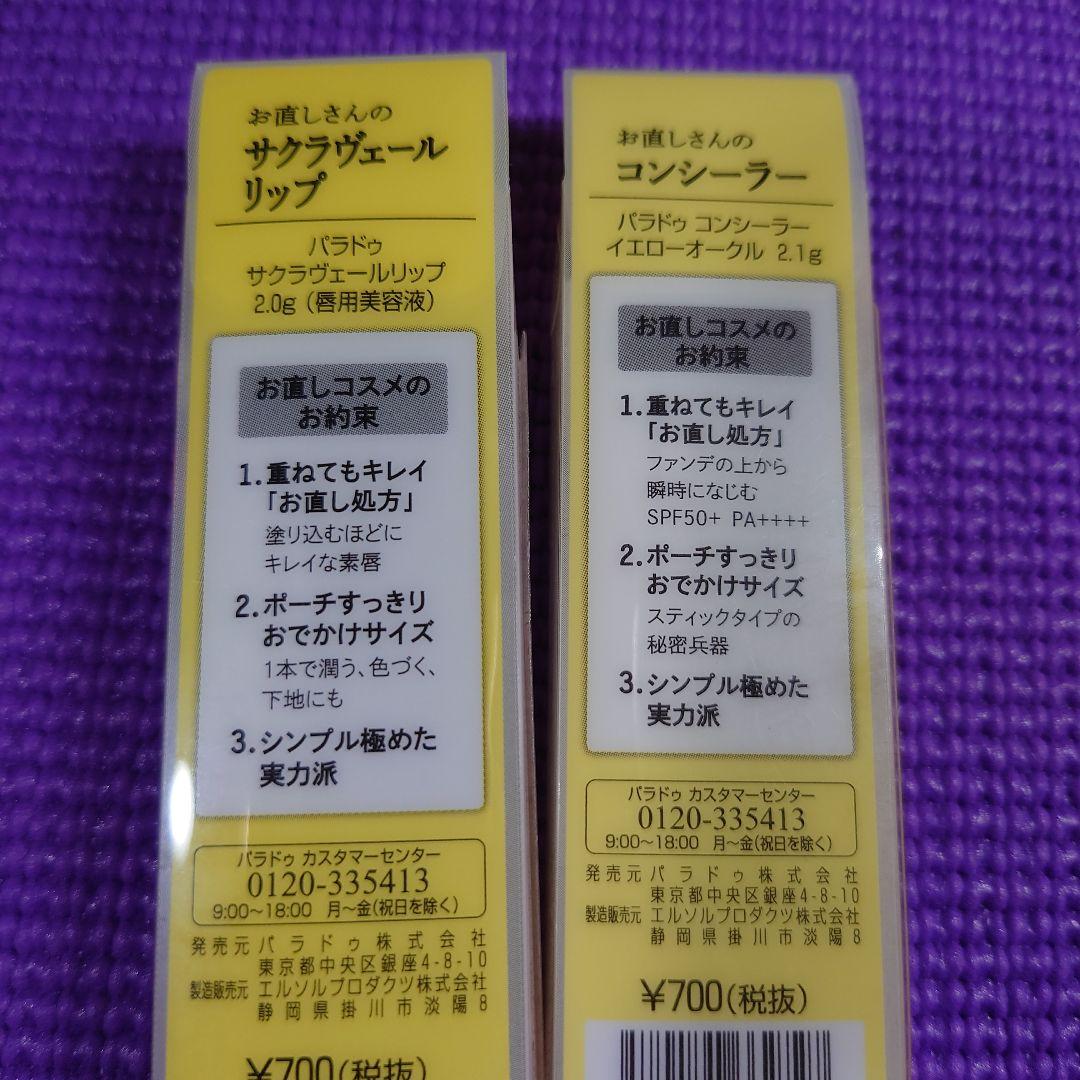 お直しさんの
サクラヴェール
リップ
パラドゥ
サクラヴェールリップ
2.0g（唇用美容液）
お直しコスメの
お約束
1.重ねてもキレイ
「お直し処方」
塗り込むほどに
キレイな素唇
2.ポーチすっきり
おでかけサイズ
1本で潤う、色づく、
下地にも
3.シンプル極めた
実力派
パラドゥ カスタマーセンター
0120-335413
9:00～18:00 月～金(祝日を除く)
発売元 パラドゥ株式会社
東京都中央区銀座4-8-10
製造販売元 エルソルプロダクツ株式会社
静岡県掛川市淡陽8
¥700(税抜)
お直しさんの
コンシーラー
パラドゥ コンシーラー
イエローオークル 2.1g
お直しコスメの
お約束
1.重ねてもキレイ
「お直し処方」
ファンデの上から
瞬時になじむ
SPF50+ PA++++
2.ポーチすっきり
おでかけサイズ
スティックタイプの
秘密兵器
3.シンプル極めた
実力派
パラドゥ カスタマーセンター
0120-335413
9:00～18:00 月～金(祝日を除く)
発売元 パラドゥ株式会社
東京都中央区銀座4-8-10
製造販売元 エルソルプロダクツ株式会社
静岡県掛川市淡陽8
¥700(税抜)